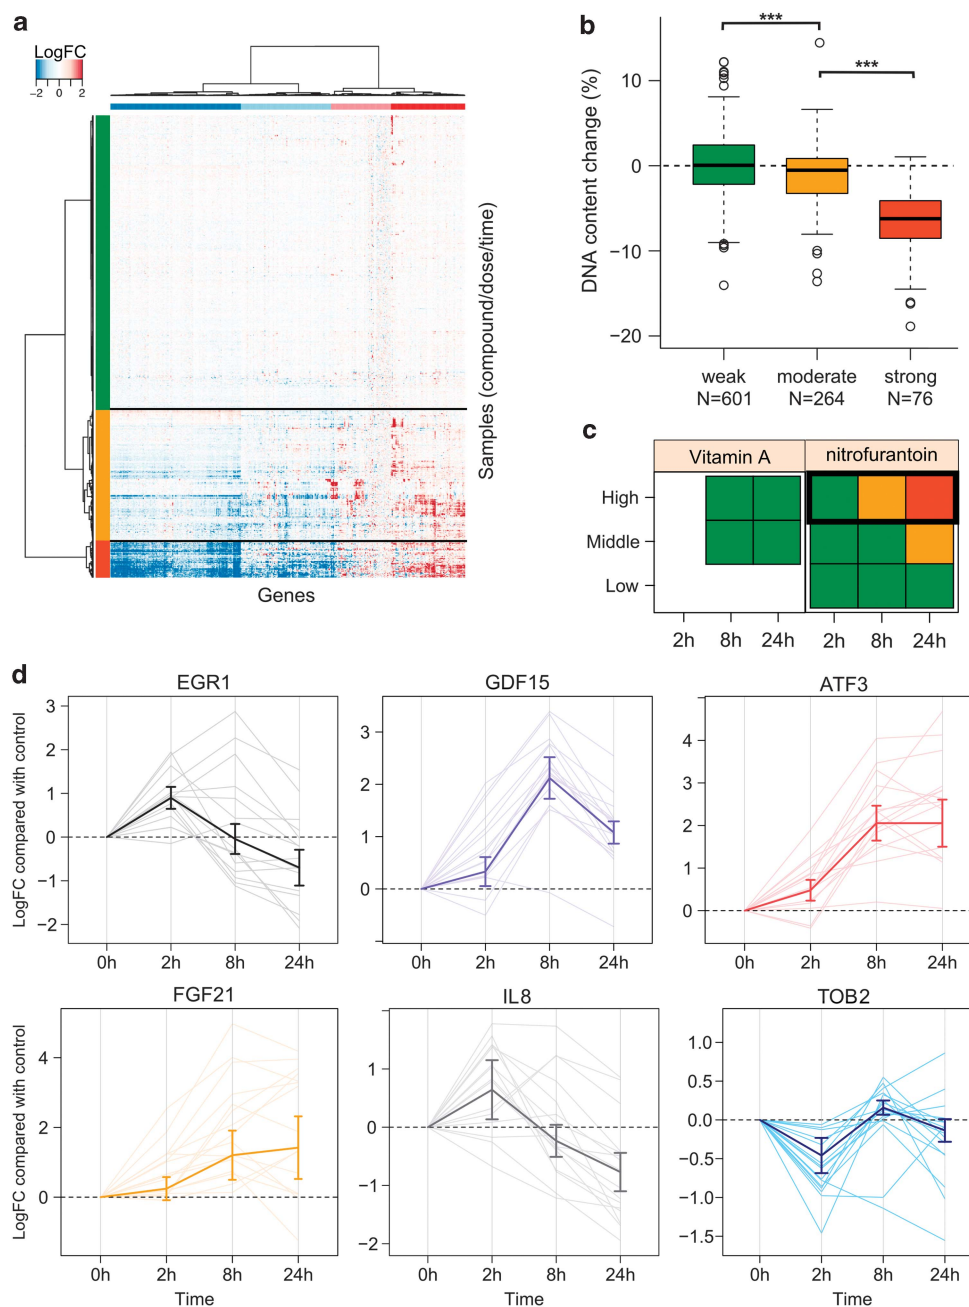 a
LogFC
−2 0 2
Samples (compound/dose/time)
Genes
b
***
***
DNA content change (%)
10
0
−10
−20
weak moderate strong
N=601 N=264 N=76
c
Vitamin A nitrofurantoin
High
Middle
Low
2h 8h 24h 2h 8h 24h
d
EGR1
LogFC compared with control
3
2
1
0
−1
−2
0h 2h 8h 24h
GDF15
3
2
1
0
0h 2h 8h 24h
ATF3
4
3
2
1
0
0h 2h 8h 24h
FGF21
LogFC compared with control
4
2
0
0h 2h 8h 24h
Time
IL8
1
0
−1
−2
0h 2h 8h 24h
Time
TOB2
1.0
0.5
0.0
−0.5
−1.0
−1.5
0h 2h 8h 24h
Time